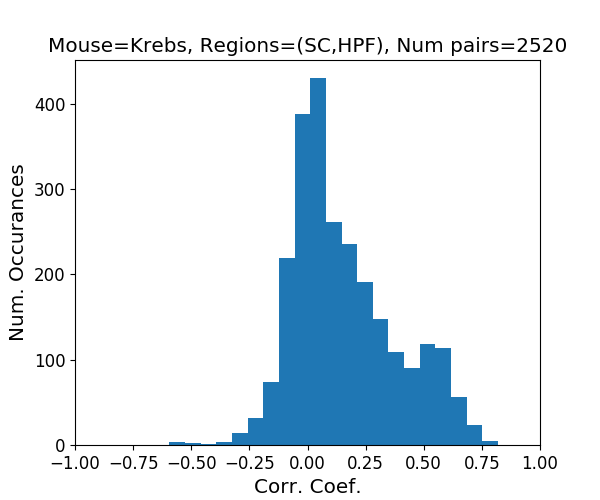 Mouse=Krebs, Regions=(SC,HPF), Num pairs=2520
Num. Occurances
400
300
200
100
0
−1.00 −0.75 −0.50 −0.25 0.00 0.25 0.50 0.75 1.00
Corr. Coef.